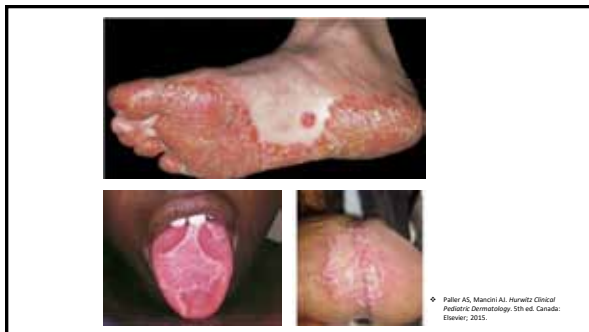 ❖ Paller AS, Mancini AJ. Hurwitz Clinical
Pediatric Dermatology. 5th ed. Canada:
Elsevier; 2015.